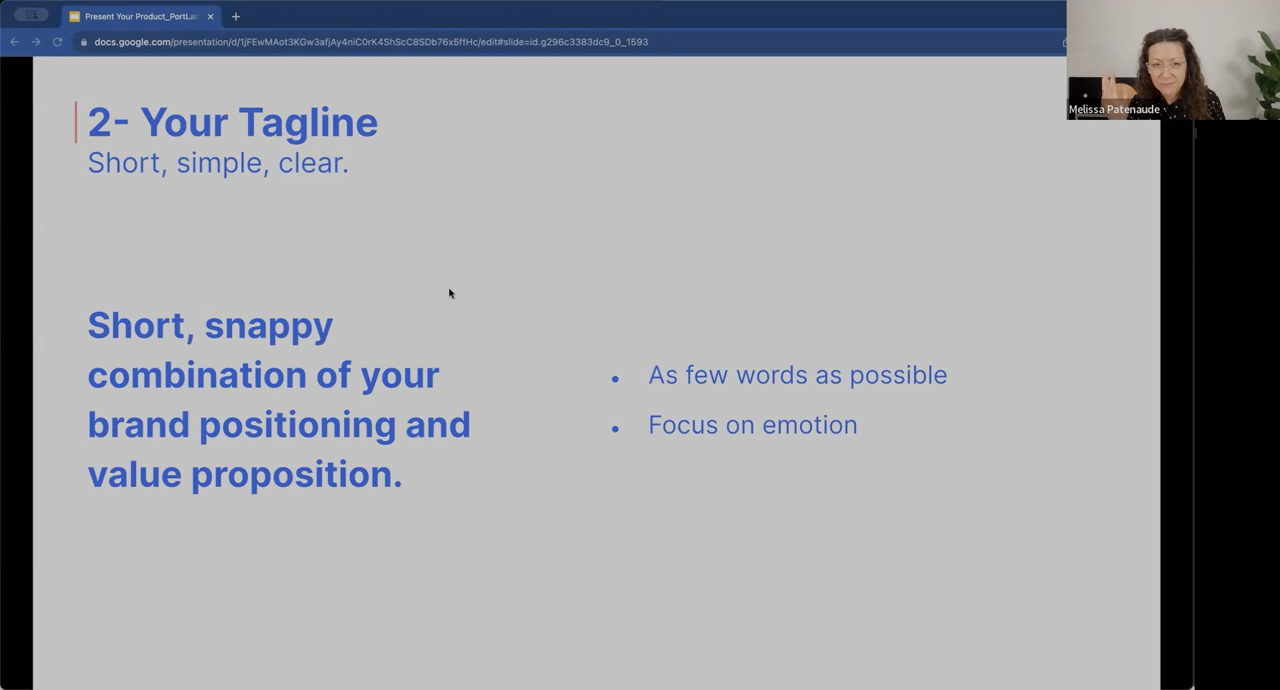 Present Your Product_PortLa
docs.google.com/presentation/d/1jFEwMAot3KGw3afjAy4niC0rK4ShScC8SDb76x5ffHc/edit#slide=id.g296c3383dc9_0_1593
Melissa Patenaude
2- Your Tagline
Short, simple, clear.
Short, snappy
combination of your
brand positioning and
value proposition.
• As few words as possible
• Focus on emotion